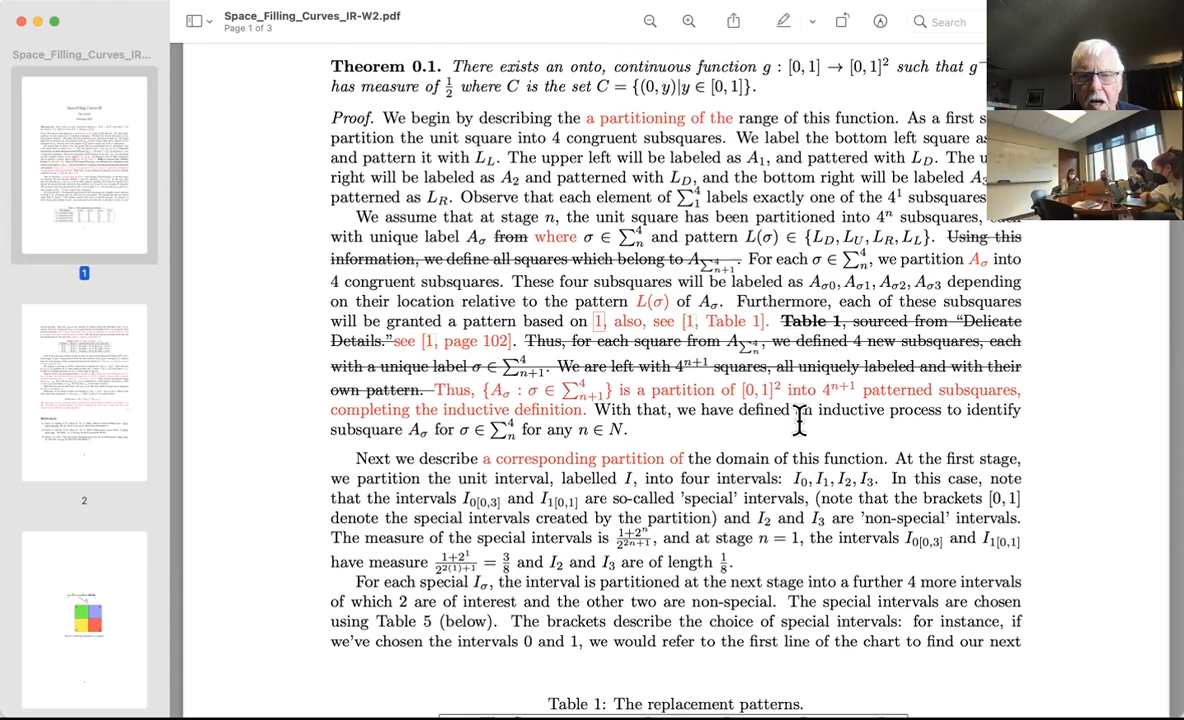 Space_Filling_Curves_IR-W2.pdf
Page 1 of 3
Search
Space_Filling_Curves_IR...
1
2
Theorem 0.1. There exists an onto, continuous function g : [0, 1] → [0, 1]² such that g⁻
has measure of 1/2 where C is the set C = {(0, y)|y ∈ [0, 1]}.
Proof. We begin by describing the a partitioning of the range of this function. As a first s
partition the unit square into 4 congruent subsquares. We label the bottom left square as
and pattern it with L_L. The upper left will be labeled as A₁, and pattered with L_D. The u
right will be labeled as A₂ and patterned with L_D, and the bottom right will be labeled A₃
patterned as L_R. Observe that each element of ∑₁⁴ labels exactly one of the 4¹ subsquares
We assume that at stage n, the unit square has been partitioned into 4ⁿ subsquares, each
with unique label A_σ from where σ ∈ ∑ₙ⁴ and pattern L(σ) ∈ {L_D, L_U, L_R, L_L}. Using this
information, we define all squares which belong to A_{∑ₙ₊₁⁴}. For each σ ∈ ∑ₙ⁴, we partition A_σ into
4 congruent subsquares. These four subsquares will be labeled as A_σ0, A_σ1, A_σ2, A_σ3 depending
on their location relative to the pattern L(σ) of A_σ. Furthermore, each of these subsquares
will be granted a pattern based on 1, also, see [1, Table 1]. Table 1, sourced from “Delicate
Details.”see [1, page 102]. Thus, for each square from A_{∑ₙ⁴}, we defined 4 new subsquares, each
with a unique label σ ∈ ∑ₙ₊₁⁴. We are left with 4ⁿ⁺¹ squares, all uniquely labeled and with their
own pattern. Thus, {A_σ : σ ∈ ∑ₙ₊₁⁴} is a partition of [0, 1]² into 4ⁿ⁺¹ patterned subsquares,
completing the inductive definition. With that, we have defined an inductive process to identify
subsquare A_σ for σ ∈ ∑ₙ⁴ for any n ∈ N.
Next we describe a corresponding partition of the domain of this function. At the first stage,
we partition the unit interval, labelled I, into four intervals: I₀, I₁, I₂, I₃. In this case, note
that the intervals I_0[0,3] and I_1[0,1] are so-called 'special' intervals, (note that the brackets [0, 1]
denote the special intervals created by the partition) and I₂ and I₃ are 'non-special' intervals.
The measure of the special intervals is (1+2ⁿ)/(2²ⁿ⁺¹), and at stage n = 1, the intervals I_0[0,3] and I_1[0,1]
have measure (1+2¹)/(2²⁽¹⁾⁺¹) = 3/8 and I₂ and I₃ are of length 1/8.
For each special I_σ, the interval is partitioned at the next stage into a further 4 more intervals
of which 2 are of interest and the other two are non-special. The special intervals are chosen
using Table 5 (below). The brackets describe the choice of special intervals: for instance, if
we've chosen the intervals 0 and 1, we would refer to the first line of the chart to find our next
Table 1: The replacement patterns.